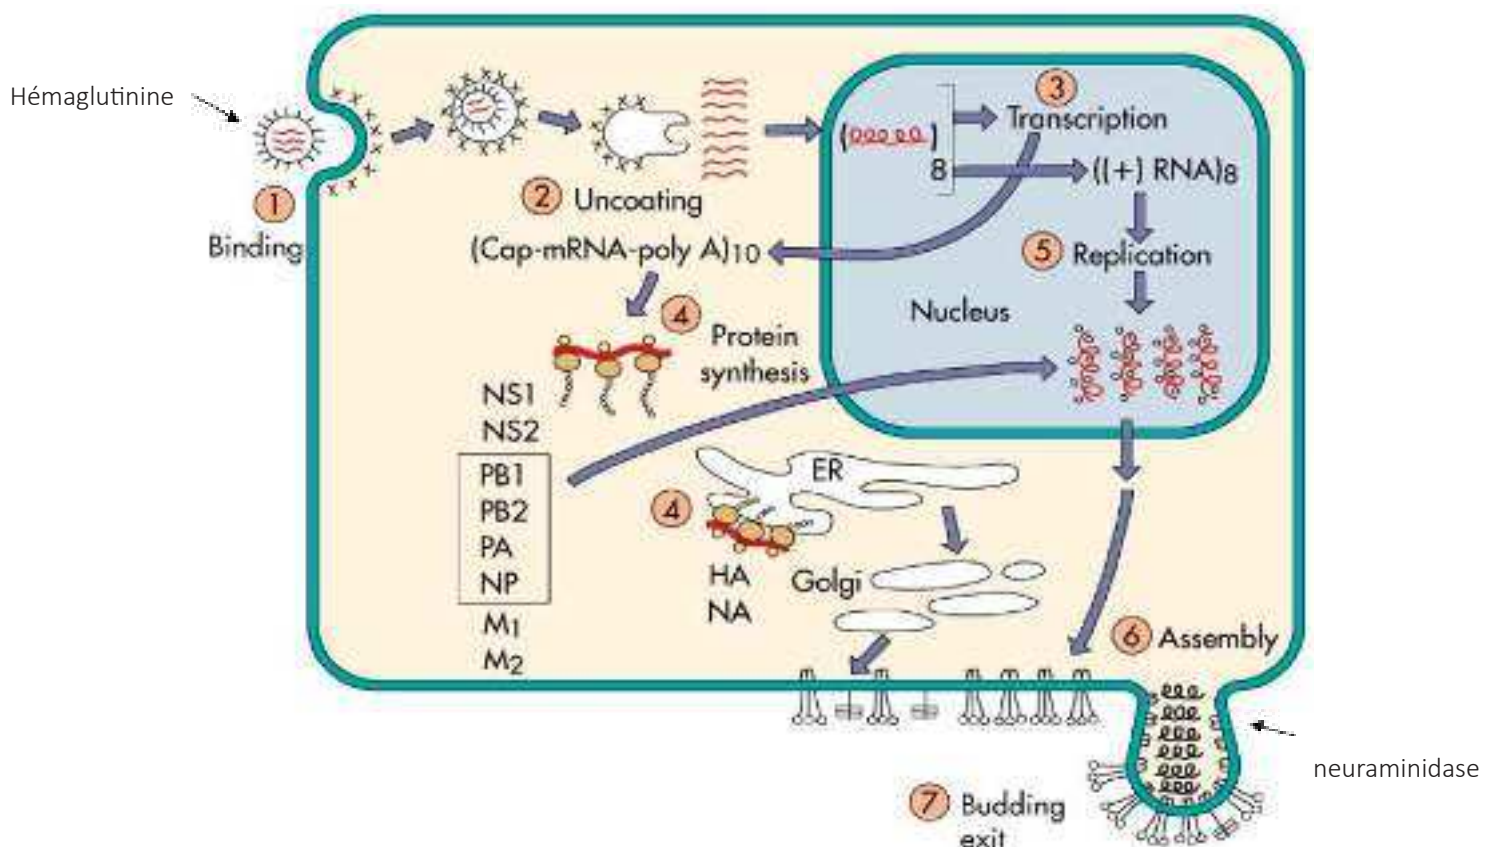 Hémaglutinine
1
Binding
2 Uncoating
8
3
Transcription
((+) RNA)8
(Cap-mRNA-poly A)10
5 Replication
Nucleus
4
Protein
synthesis
NS1
NS2
PB1
PB2
PA
NP
M1
M2
ER
4
HA
NA
Golgi
6 Assembly
neuraminidase
7 Budding
exit